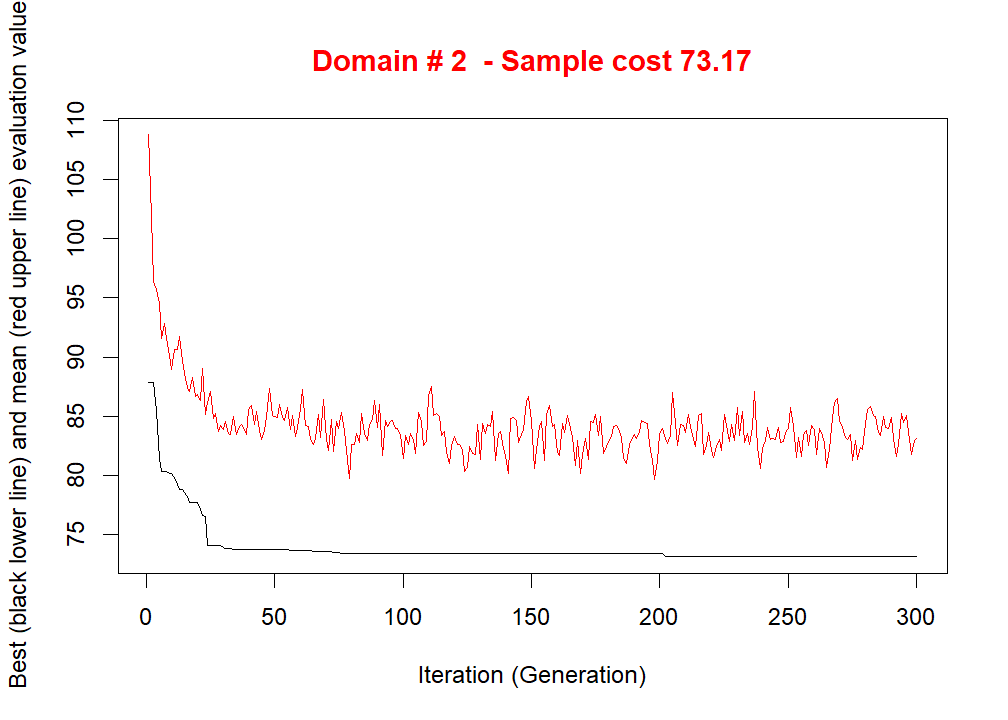 Domain # 2  - Sample cost 73.17
Best (black lower line) and mean (red upper line) evaluation value
110
105
100
95
90
85
80
75
0 50 100 150 200 250 300
Iteration (Generation)